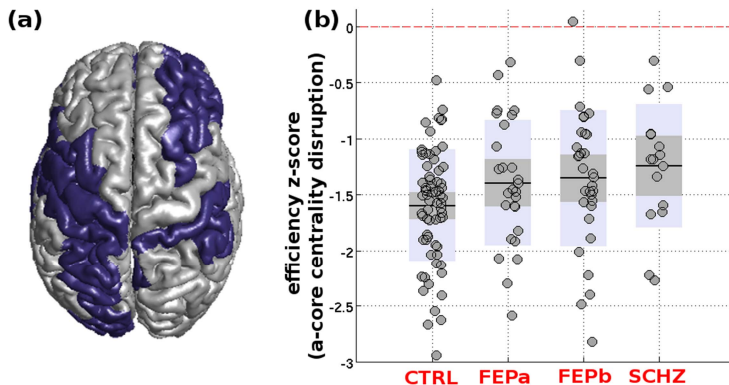 (a)
(b)
efficiency z-score
(a-core centrality disruption)
0
-0.5
-1
-1.5
-2
-2.5
-3
CTRL FEPa FEPb SCHZ